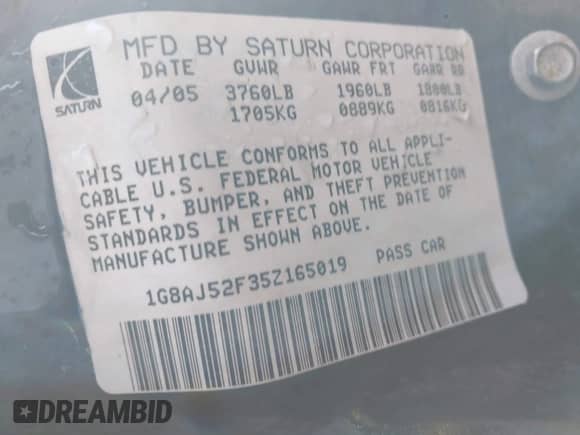 MFD BY SATURN CORPORATION
DATE GVWR GAWR FRT GAWR RR
SATURN
04/05 3760LB 1960LB 1800LB
1705KG 0889KG 0816KG
THIS VEHICLE CONFORMS TO ALL APPLI-
CABLE U.S. FEDERAL MOTOR VEHICLE
SAFETY, BUMPER, AND THEFT PREVENTION
STANDARDS IN EFFECT ON THE DATE OF
MANUFACTURE SHOWN ABOVE.
1G8AJ52F35Z165019 PASS CAR
DREAMBID